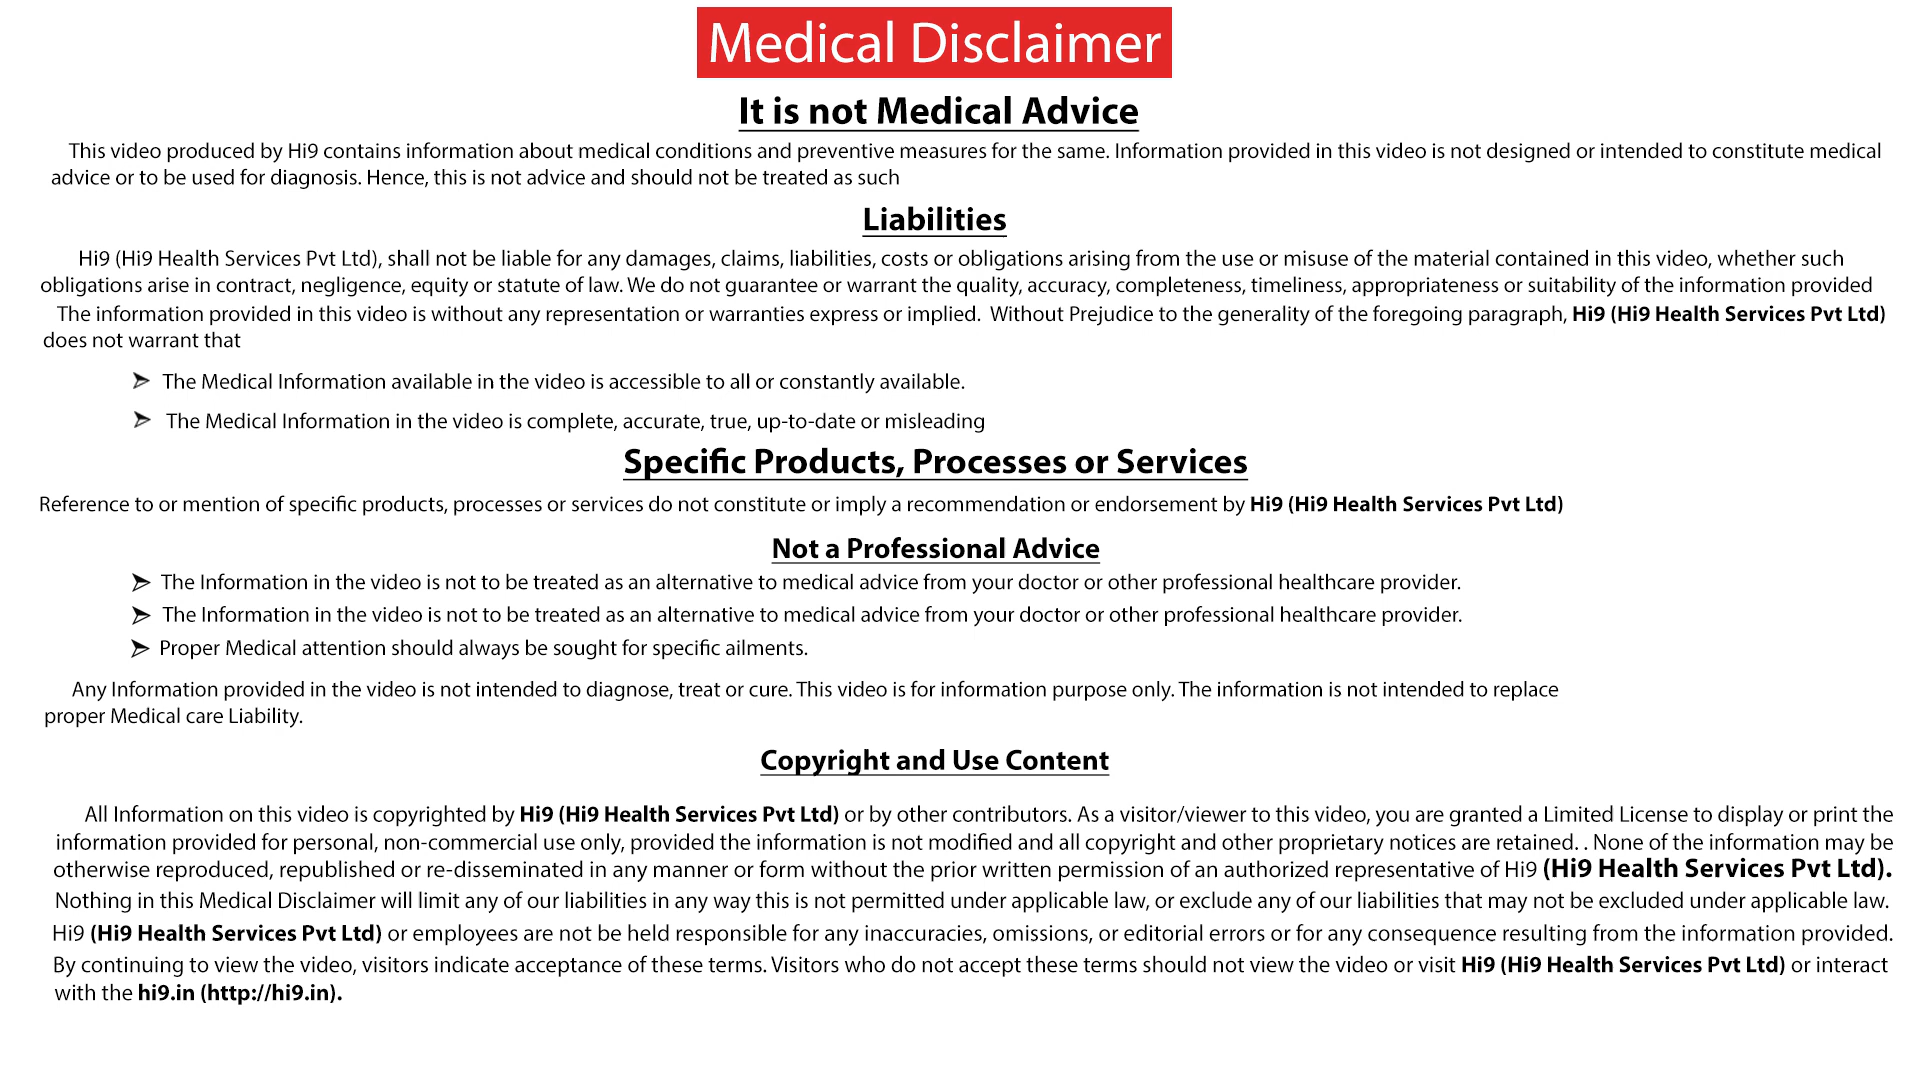 Medical Disclaimer
It is not Medical Advice
This video produced by Hi9 contains information about medical conditions and preventive measures for the same. Information provided in this video is not designed or intended to constitute medical
advice or to be used for diagnosis. Hence, this is not advice and should not be treated as such
Liabilities
Hi9 (Hi9 Health Services Pvt Ltd), shall not be liable for any damages, claims, liabilities, costs or obligations arising from the use or misuse of the material contained in this video, whether such
obligations arise in contract, negligence, equity or statute of law. We do not guarantee or warrant the quality, accuracy, completeness, timeliness, appropriateness or suitability of the information provided
The information provided in this video is without any representation or warranties express or implied. Without Prejudice to the generality of the foregoing paragraph, Hi9 (Hi9 Health Services Pvt Ltd)
does not warrant that
➢ The Medical Information available in the video is accessible to all or constantly available.
➢ The Medical Information in the video is complete, accurate, true, up-to-date or misleading
Specific Products, Processes or Services
Reference to or mention of specific products, processes or services do not constitute or imply a recommendation or endorsement by Hi9 (Hi9 Health Services Pvt Ltd)
Not a Professional Advice
➢ The Information in the video is not to be treated as an alternative to medical advice from your doctor or other professional healthcare provider.
➢ The Information in the video is not to be treated as an alternative to medical advice from your doctor or other professional healthcare provider.
➢ Proper Medical attention should always be sought for specific ailments.
Any Information provided in the video is not intended to diagnose, treat or cure. This video is for information purpose only. The information is not intended to replace
proper Medical care Liability.
Copyright and Use Content
All Information on this video is copyrighted by Hi9 (Hi9 Health Services Pvt Ltd) or by other contributors. As a visitor/viewer to this video, you are granted a Limited License to display or print the
information provided for personal, non-commercial use only, provided the information is not modified and all copyright and other proprietary notices are retained. . None of the information may be
otherwise reproduced, republished or re-disseminated in any manner or form without the prior written permission of an authorized representative of Hi9 (Hi9 Health Services Pvt Ltd).
Nothing in this Medical Disclaimer will limit any of our liabilities in any way this is not permitted under applicable law, or exclude any of our liabilities that may not be excluded under applicable law.
Hi9 (Hi9 Health Services Pvt Ltd) or employees are not be held responsible for any inaccuracies, omissions, or editorial errors or for any consequence resulting from the information provided.
By continuing to view the video, visitors indicate acceptance of these terms. Visitors who do not accept these terms should not view the video or visit Hi9 (Hi9 Health Services Pvt Ltd) or interact
with the hi9.in (http://hi9.in).